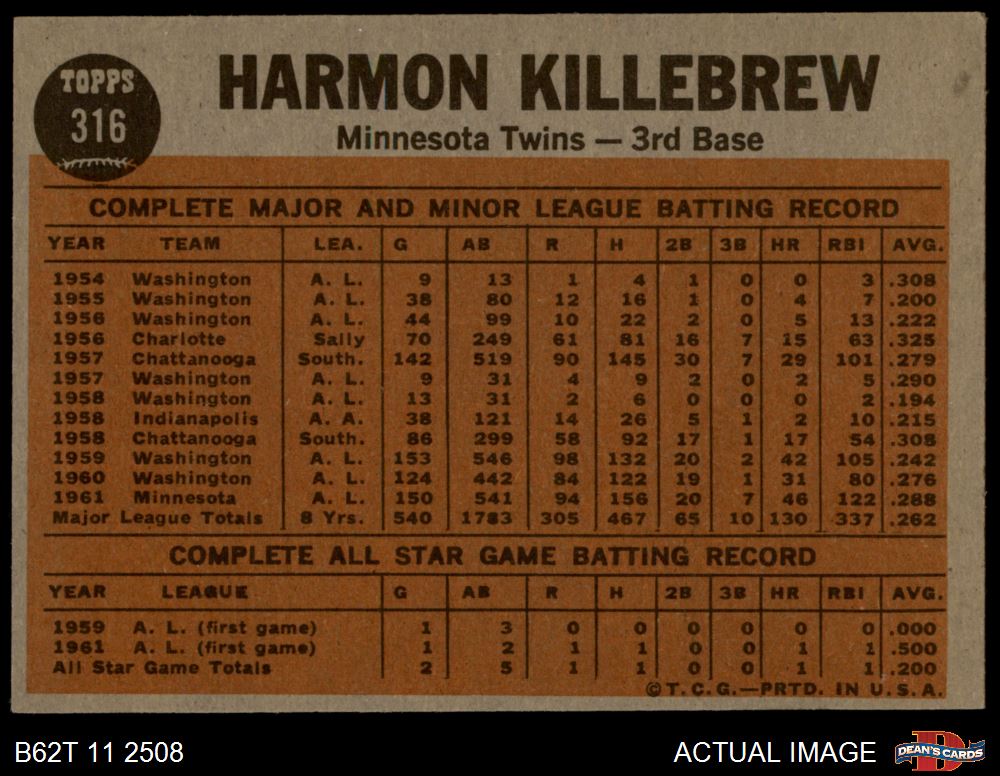 TOPPS
316
HARMON KILLEBREW
Minnesota Twins — 3rd Base
COMPLETE MAJOR AND MINOR LEAGUE BATTING RECORD
YEAR TEAM LEA. G AB R H 2B 3B HR RBI AVG.
1954 Washington A. L. 9 13 1 4 1 0 0 3 .308
1955 Washington A. L. 38 80 12 16 1 0 4 7 .200
1956 Washington A. L. 44 99 10 22 2 0 5 13 .222
1956 Charlotte Sally 70 249 61 81 16 7 15 63 .325
1957 Chattanooga South. 142 519 90 145 30 7 29 101 .279
1957 Washington A. L. 9 31 4 9 2 0 2 5 .290
1958 Washington A. L. 13 31 2 6 0 0 0 2 .194
1958 Indianapolis A. A. 38 121 14 26 5 1 2 10 .215
1958 Chattanooga South. 86 299 58 92 17 1 17 54 .308
1959 Washington A. L. 153 546 98 132 20 2 42 105 .242
1960 Washington A. L. 124 442 84 122 19 1 31 80 .276
1961 Minnesota A. L. 150 541 94 156 20 7 46 122 .288
Major League Totals 8 Yrs. 540 1783 305 467 65 10 130 337 .262
COMPLETE ALL STAR GAME BATTING RECORD
YEAR LEAGUE G AB R H 2B 3B HR RBI AVG.
1959 A. L. (first game) 1 3 0 0 0 0 0 0 .000
1961 A. L. (first game) 1 2 1 1 0 0 1 1 .500
All Star Game Totals 2 5 1 1 0 0 1 1 .200
© T. C. G.—PRTD. IN U. S. A.
B62T 11 2508
ACTUAL IMAGE
DEAN'S CARDS